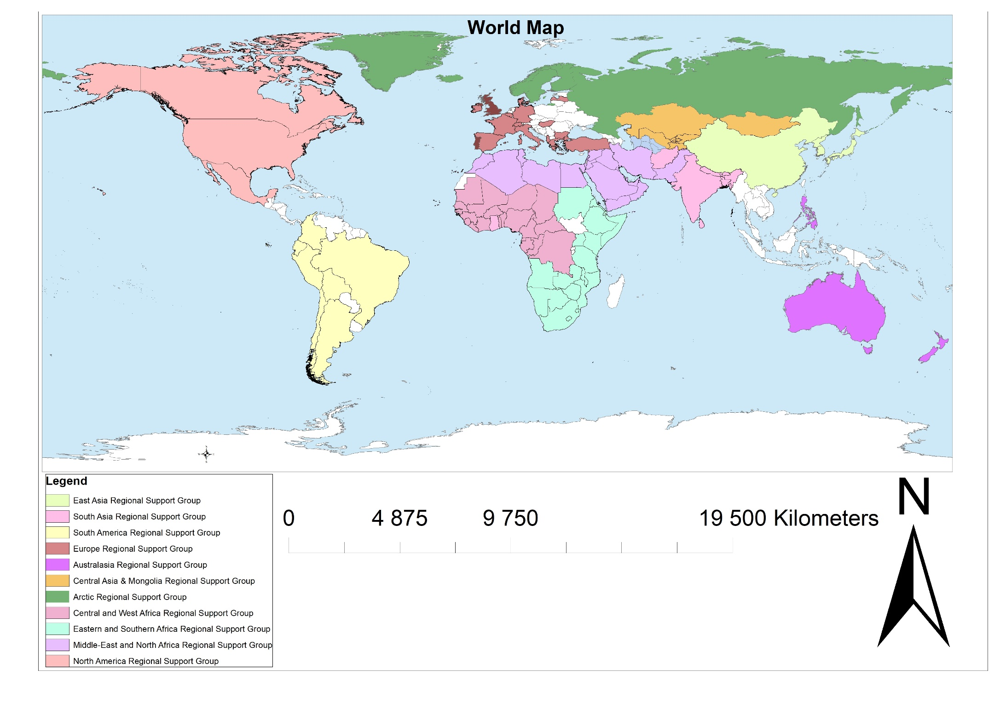 World Map
N
W E
S
Legend
East Asia Regional Support Group
South Asia Regional Support Group
South America Regional Support Group
Europe Regional Support Group
Australasia Regional Support Group
Central Asia & Mongolia Regional Support Group
Arctic Regional Support Group
Central and West Africa Regional Support Group
Eastern and Southern Africa Regional Support Group
Middle-East and North Africa Regional Support Group
North America Regional Support Group
0 4 875 9 750 19 500 Kilometers
N